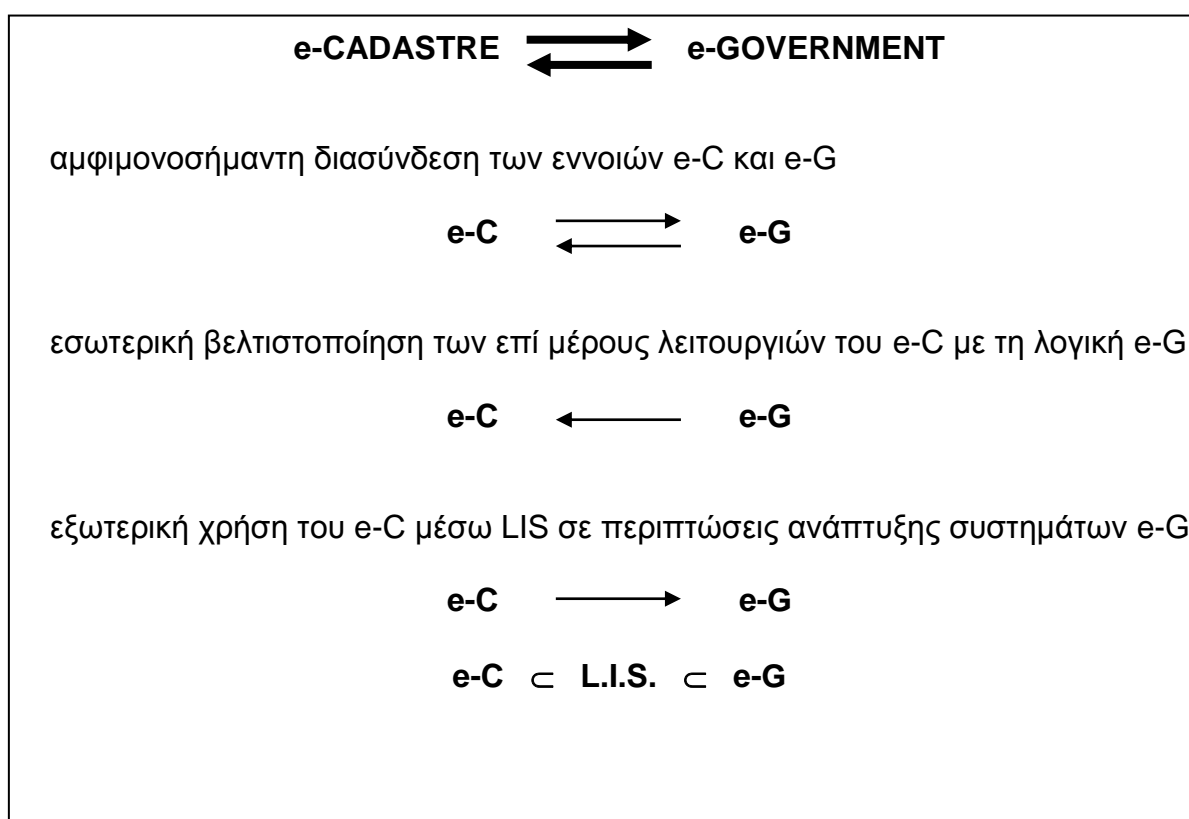 e-CADASTRE ⇄ e-GOVERNMENT
αμφιμονοσήμαντη διασύνδεση των εννοιών e-C και e-G
e-C ⇄ e-G
εσωτερική βελτιστοποίηση των επί μέρους λειτουργιών του e-C με τη λογική e-G
e-C ← e-G
εξωτερική χρήση του e-C μέσω LIS σε περιπτώσεις ανάπτυξης συστημάτων e-G
e-C → e-G
e-C ⊂ L.I.S. ⊂ e-G